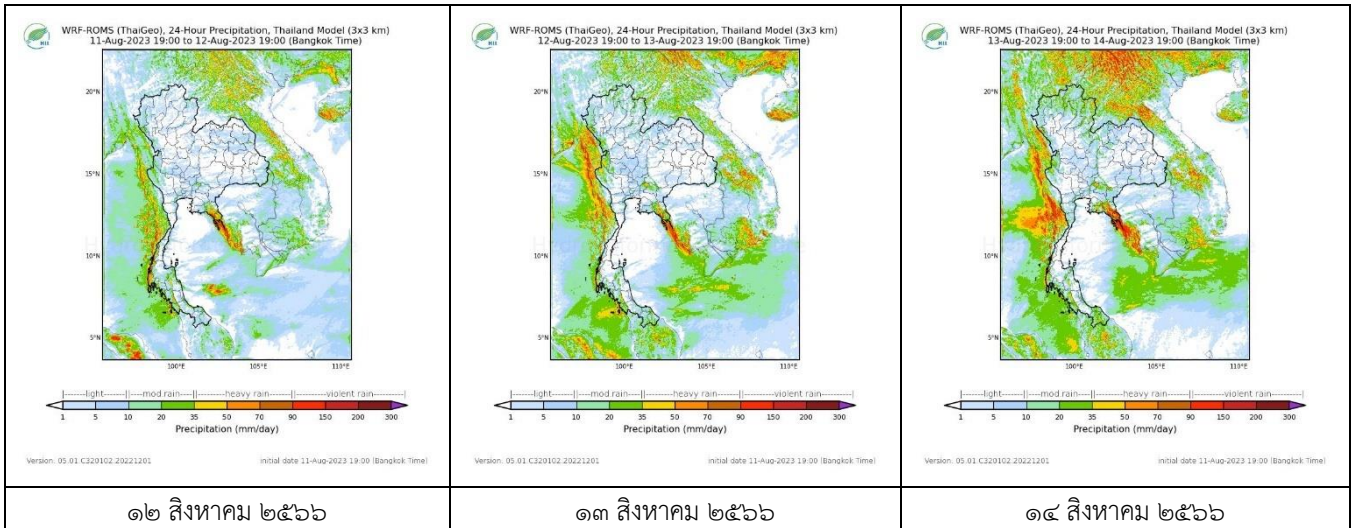 HII
WRF-ROMS (ThaiGeo), 24-Hour Precipitation, Thailand Model (3x3 km)
11-Aug-2023 19:00 to 12-Aug-2023 19:00 (Bangkok Time)
20°N
15°N
10°N
5°N
100°E 105°E 110°E
|------light------||---mod rain---||------heavy rain------||------violent rain------|
1 5 10 20 35 50 70 90 150 200 300
Precipitation (mm/day)
Version: 05.01.C320102.20221201 initial date 11-Aug-2023 19:00 (Bangkok Time)
๑๒ สิงหาคม ๒๕๖๖
HII
WRF-ROMS (ThaiGeo), 24-Hour Precipitation, Thailand Model (3x3 km)
12-Aug-2023 19:00 to 13-Aug-2023 19:00 (Bangkok Time)
20°N
15°N
10°N
5°N
100°E 105°E 110°E
|------light------||---mod rain---||------heavy rain------||------violent rain------|
1 5 10 20 35 50 70 90 150 200 300
Precipitation (mm/day)
Version: 05.01.C320102.20221201 initial date 11-Aug-2023 19:00 (Bangkok Time)
๑๓ สิงหาคม ๒๕๖๖
HII
WRF-ROMS (ThaiGeo), 24-Hour Precipitation, Thailand Model (3x3 km)
13-Aug-2023 19:00 to 14-Aug-2023 19:00 (Bangkok Time)
20°N
15°N
10°N
5°N
100°E 105°E 110°E
|------light------||---mod rain---||------heavy rain------||------violent rain------|
1 5 10 20 35 50 70 90 150 200 300
Precipitation (mm/day)
Version: 05.01.C320102.20221201 initial date 11-Aug-2023 19:00 (Bangkok Time)
๑๔ สิงหาคม ๒๕๖๖